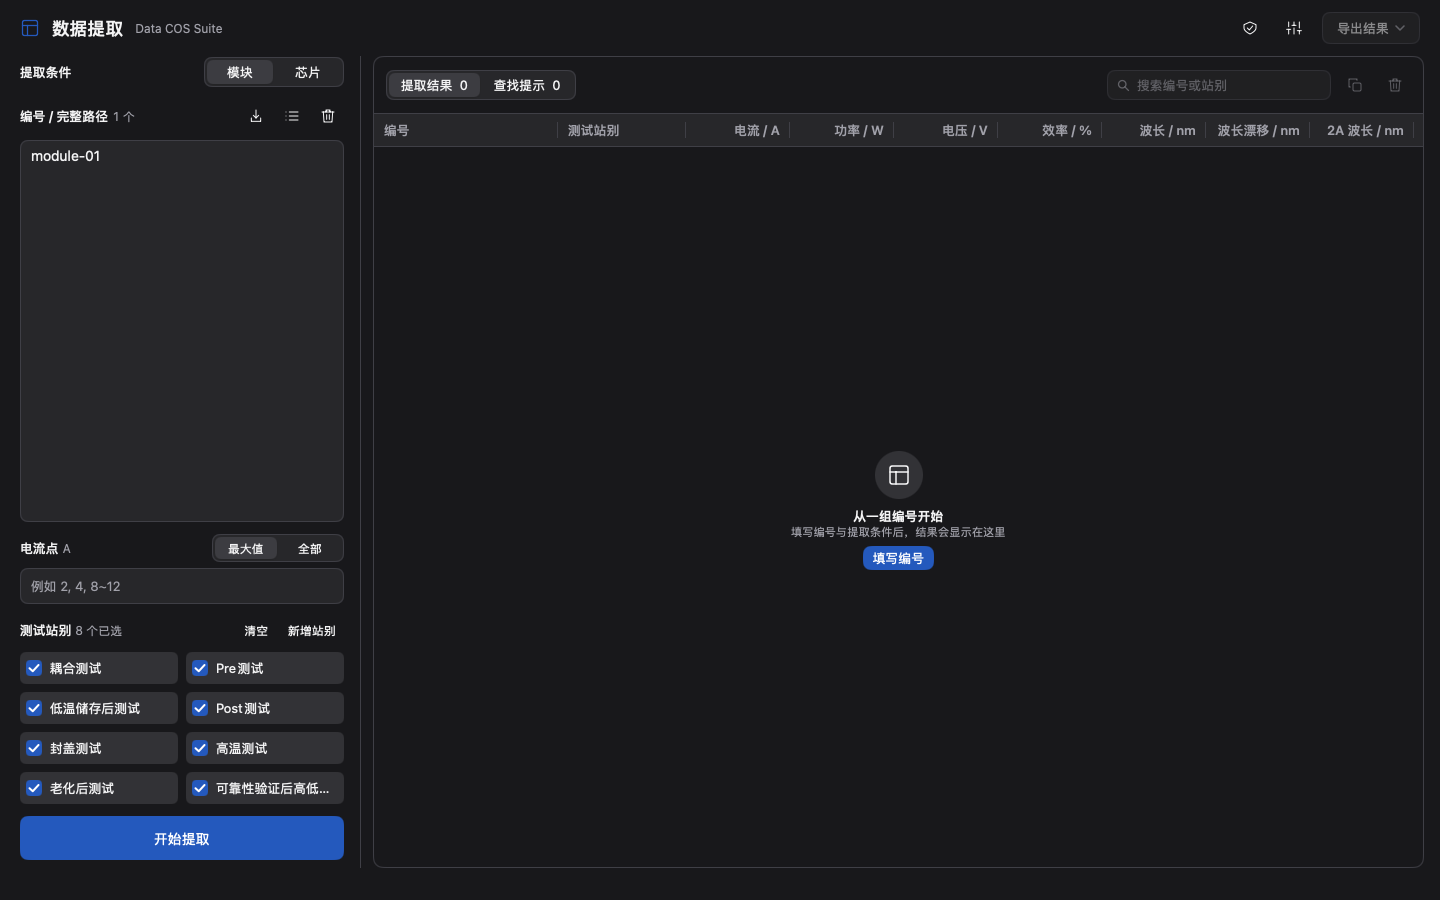 数据提取 Data COS Suite
导出结果
提取条件
模块 芯片
编号 / 完整路径 1 个
module-01
电流点 A
最大值 全部
例如 2, 4, 8~12
测试站别 8 个已选
清空 新增站别
耦合测试 Pre 测试
低温储存后测试 Post 测试
封盖测试 高温测试
老化后测试 可靠性验证后高低...
开始提取
提取结果 0 查找提示 0
搜索编号或站别
编号 测试站别 电流 / A 功率 / W 电压 / V 效率 / % 波长 / nm 波长漂移 / nm 2A 波长 / nm
从一组编号开始
填写编号与提取条件后，结果会显示在这里
填写编号